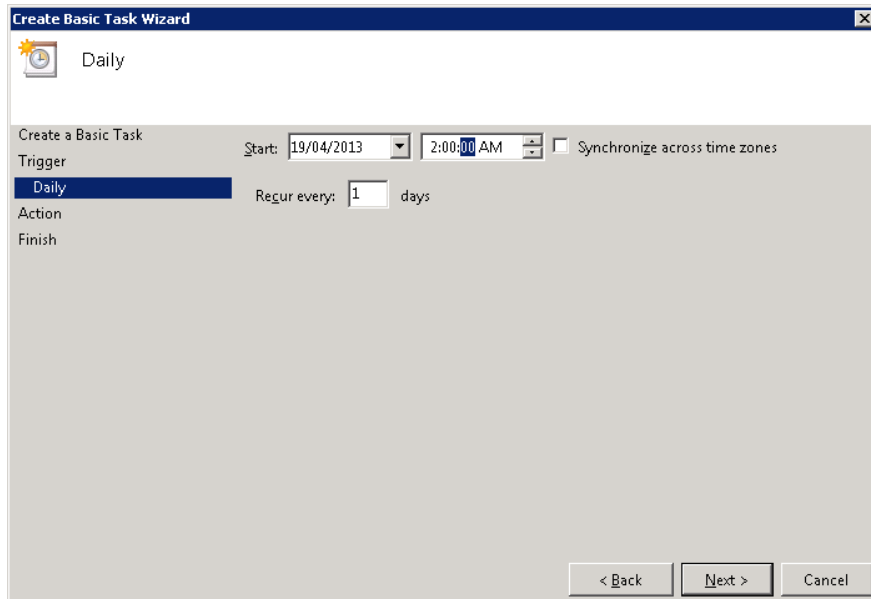 Create Basic Task Wizard
Daily
Create a Basic Task
Trigger
Daily
Action
Finish
Start: 19/04/2013 2:00:00 AM Synchronize across time zones
Recur every: 1 days
< Back Next > Cancel